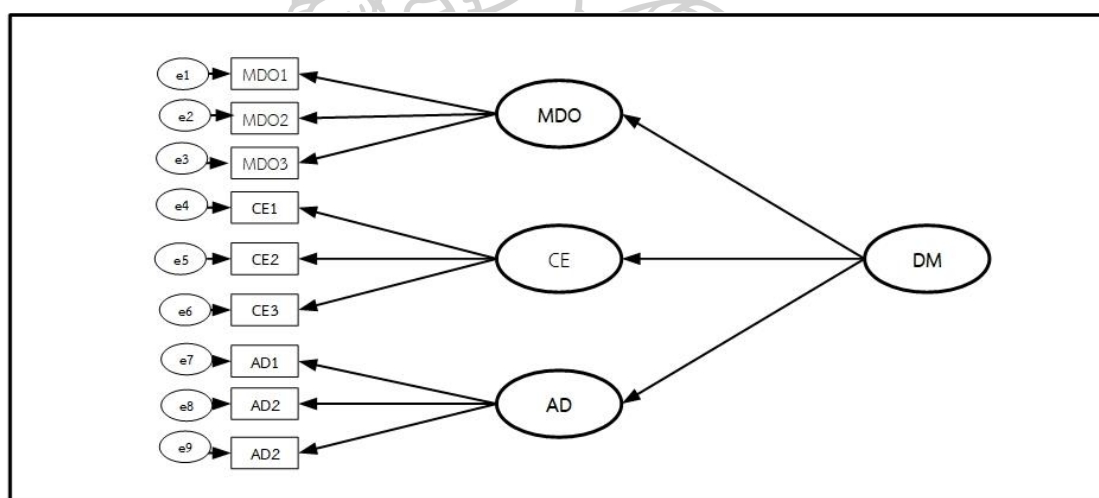 e1 MDO1
MDO
e2 MDO2
e3 MDO3
e4 CE1
e5 CE2
CE
DM
e6 CE3
e7 AD1
e8 AD2
AD
e9 AD2